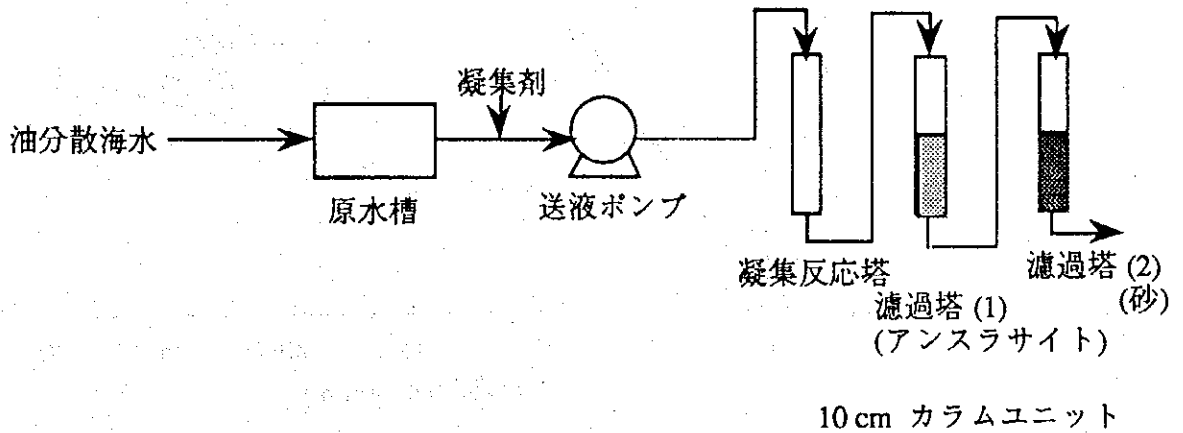 凝集剤
油分散海水
原水槽
送液ポンプ
凝集反応塔
濾過塔 (1)
(アンスラサイト)
濾過塔 (2)
(砂)
10 cm カラムユニット